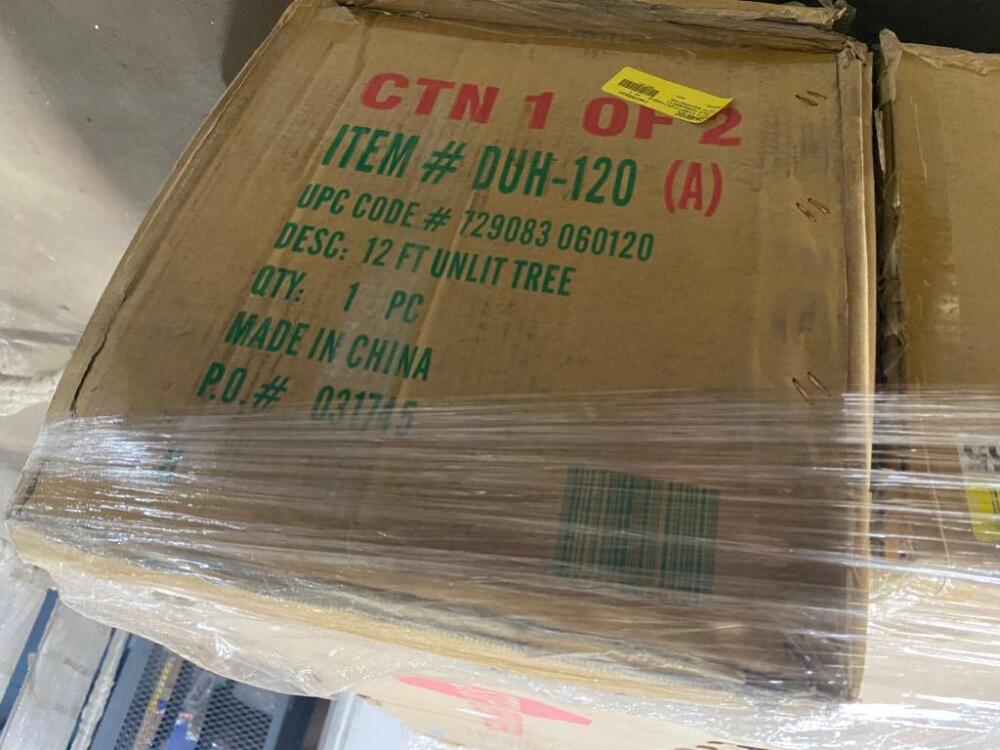 CTN 1 OF 2
ITEM # DUH-120 (A)
UPC CODE # 729083 060120
DESC: 12 FT UNLIT TREE
QTY: 1 PC
MADE IN CHINA
P.O.# 031745